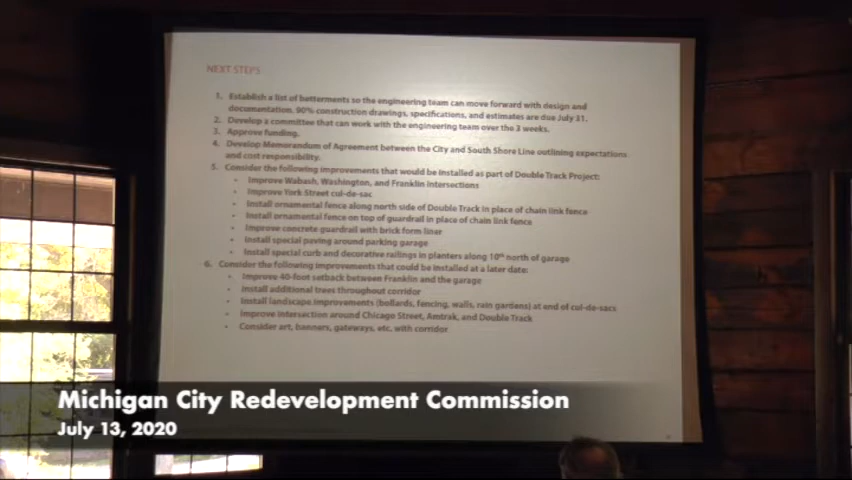 NEXT STEPS
1. Establish a list of betterments so the engineering team can move forward with design and
documentation. 90% construction drawings, specifications, and estimates are due July 31.
2. Develop a committee that can work with the engineering team over the 3 weeks.
3. Approve funding.
4. Develop Memorandum of Agreement between the City and South Shore Line outlining expectations
and cost responsibility.
5. Consider the following improvements that would be installed as part of Double Track Project:
• Improve Wabash, Washington, and Franklin Intersections
• Improve York Street cul-de-sac
• Install ornamental fence along north side of Double Track in place of chain link fence
• Install ornamental fence on top of guardrail in place of chain link fence
• Improve concrete guardrail with brick form liner
• Install special paving around parking garage
• Install special curb and decorative railings in planters along 10th north of garage
6. Consider the following improvements that could be installed at a later date:
• Improve 40-foot setback between Franklin and the garage
• Install additional trees throughout corridor
• Install landscape improvements (bollards, fencing, walls, rain gardens) at end of cul-de-sacs
• Improve intersection around Chicago Street, Amtrak, and Double Track
• Consider art, banners, gateways, etc. with corridor
Michigan City Redevelopment Commission
July 13, 2020